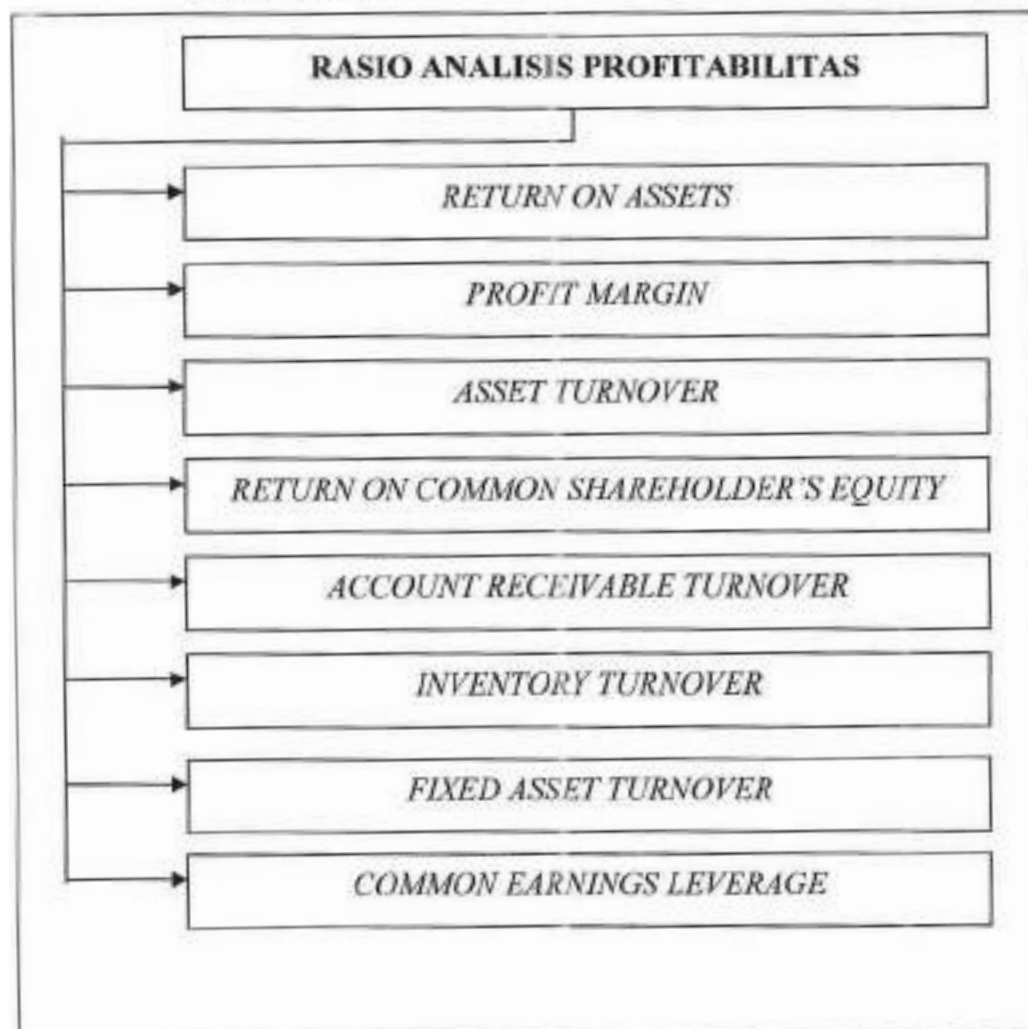 RASIO ANALISIS PROFITABILITAS
RETURN ON ASSETS
PROFIT MARGIN
ASSET TURNOVER
RETURN ON COMMON SHAREHOLDER'S EQUITY
ACCOUNT RECEIVABLE TURNOVER
INVENTORY TURNOVER
FIXED ASSET TURNOVER
COMMON EARNINGS LEVERAGE